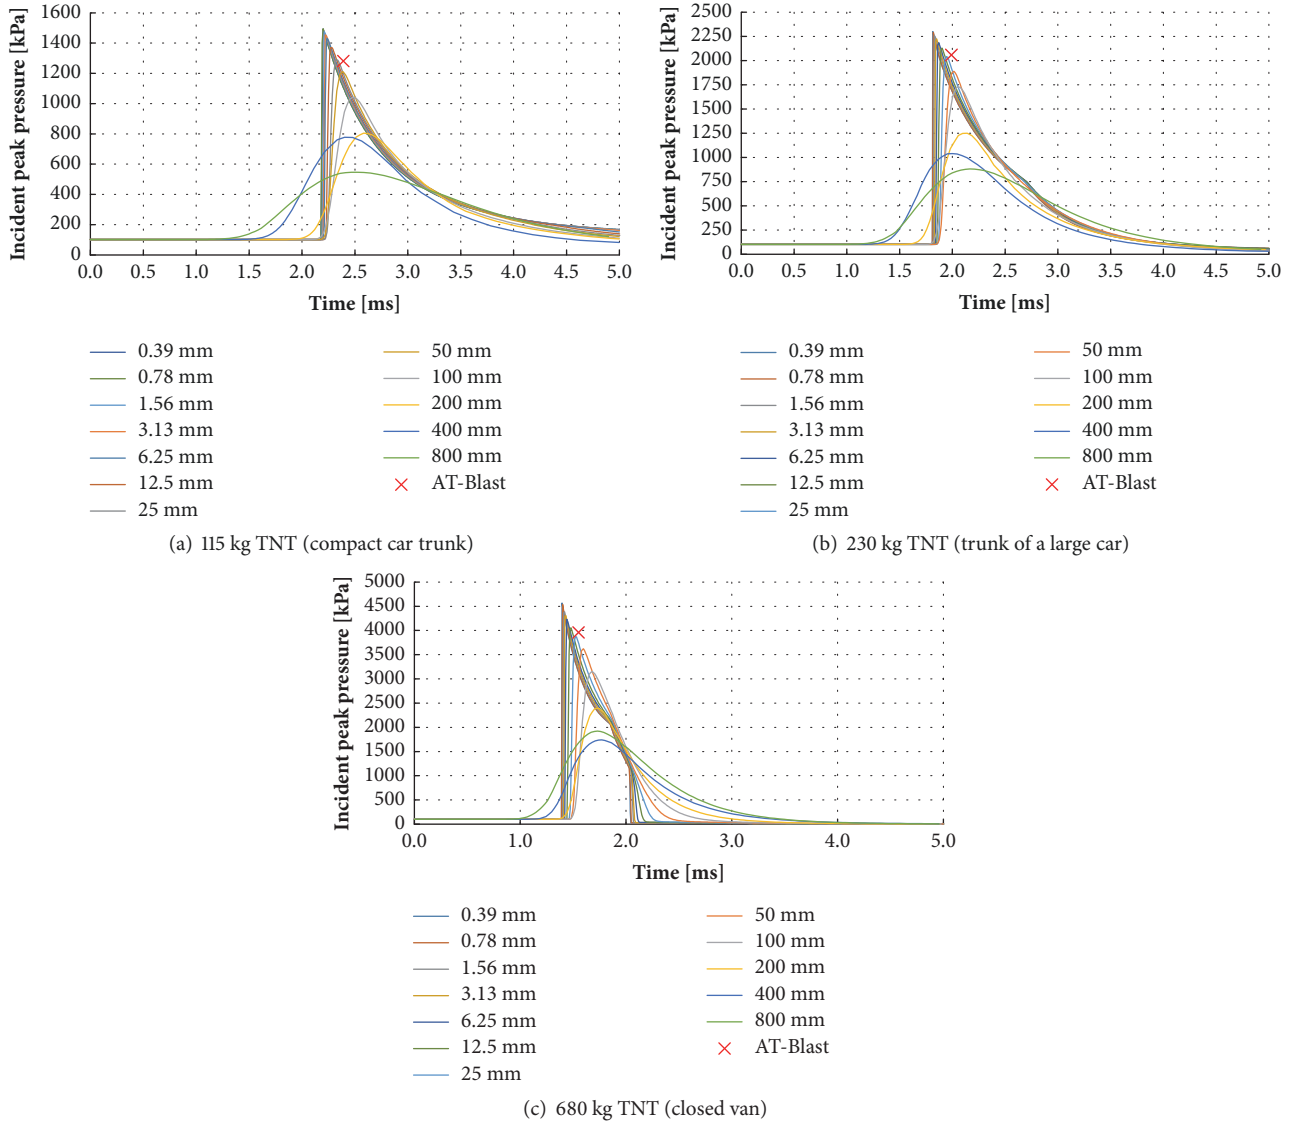 Incident peak pressure [kPa]
1600
1400
1200
1000
800
600
400
200
0
0.0 0.5 1.0 1.5 2.0 2.5 3.0 3.5 4.0 4.5 5.0
Time [ms]
0.39 mm
0.78 mm
1.56 mm
3.13 mm
6.25 mm
12.5 mm
25 mm
50 mm
100 mm
200 mm
400 mm
800 mm
AT-Blast
(a) 115 kg TNT (compact car trunk)
Incident peak pressure [kPa]
2500
2250
2000
1750
1500
1250
1000
750
500
250
0
0.0 0.5 1.0 1.5 2.0 2.5 3.0 3.5 4.0 4.5 5.0
Time [ms]
0.39 mm
0.78 mm
1.56 mm
3.13 mm
6.25 mm
12.5 mm
25 mm
50 mm
100 mm
200 mm
400 mm
800 mm
AT-Blast
(b) 230 kg TNT (trunk of a large car)
Incident peak pressure [kPa]
5000
4500
4000
3500
3000
2500
2000
1500
1000
500
0
0.0 1.0 2.0 3.0 4.0 5.0
Time [ms]
0.39 mm
0.78 mm
1.56 mm
3.13 mm
6.25 mm
12.5 mm
25 mm
50 mm
100 mm
200 mm
400 mm
800 mm
AT-Blast
(c) 680 kg TNT (closed van)